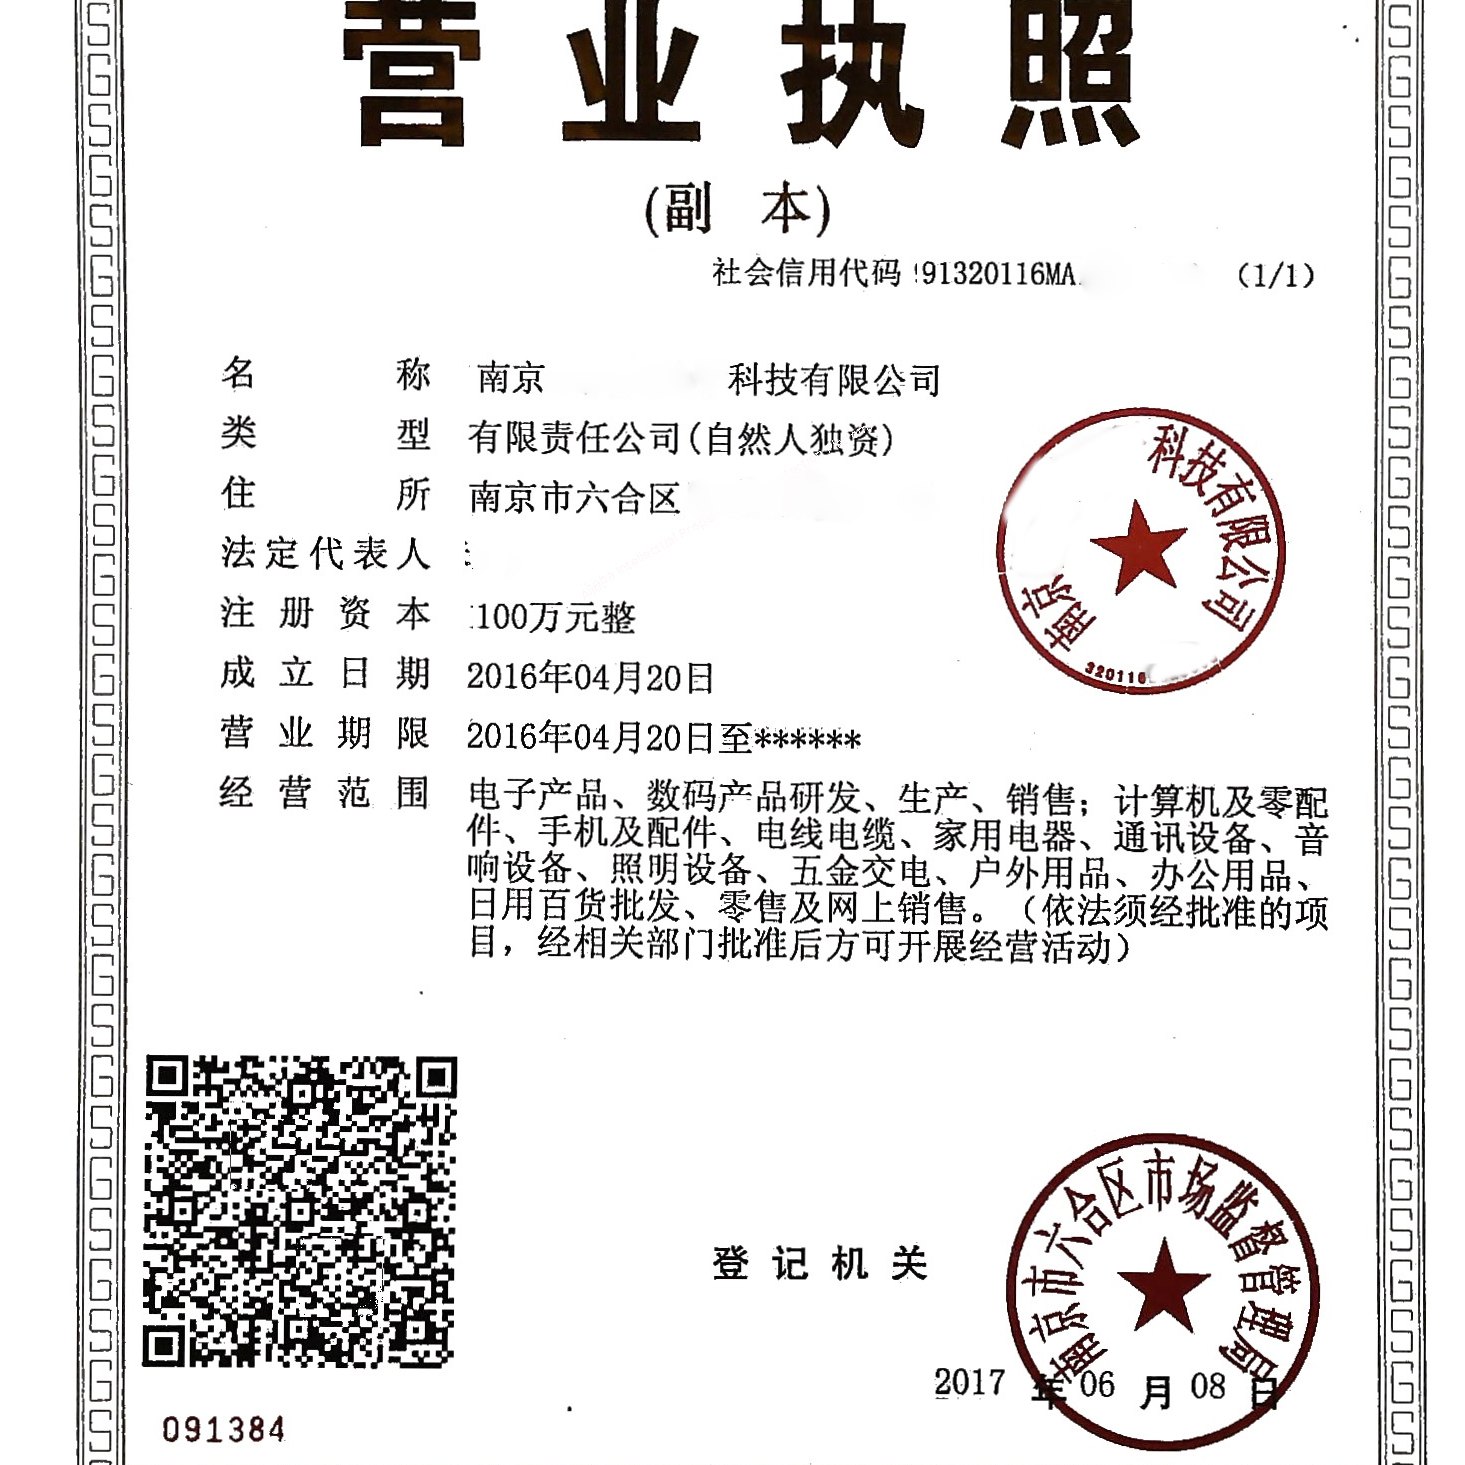 营业执照
(副 本)
社会信用代码 91320116MA (1/1)
名称 南京 科技有限公司
类型 有限责任公司(自然人独资)
住所 南京市六合区
法定代表人
注册资本 100万元整
成立日期 2016年04月20日
营业期限 2016年04月20日至******
经营范围 电子产品、数码产品研发、生产、销售；计算机及零配
件、手机及配件、电线电缆、家用电器、通讯设备、音
响设备、照明设备、五金交电、户外用品、办公用品、
日用百货批发、零售及网上销售。（依法须经批准的项
目，经相关部门批准后方可开展经营活动）
南京 科技有限公司
320116
登记机关
南京市六合区市场监督管理局
2017 年 06 月 08 日
091384